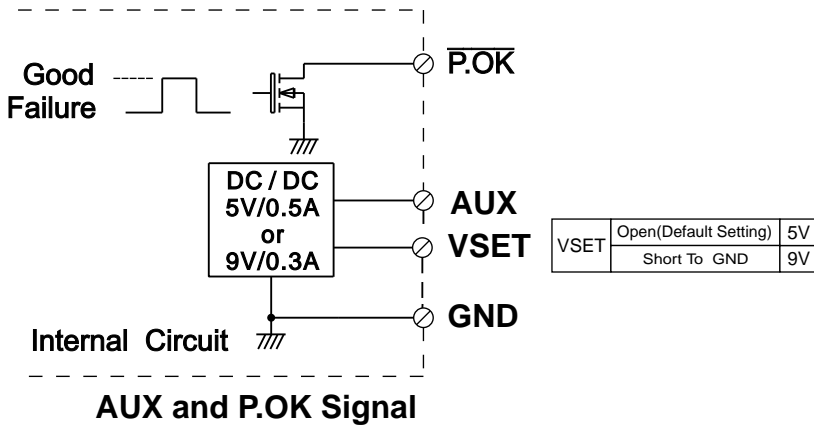 P.OK
Good
Failure
DC / DC
5V/0.5A
or
9V/0.3A
AUX
VSET
GND
VSET
Open(Default Setting) 5V
Short To GND 9V
Internal Circuit
AUX and P.OK Signal